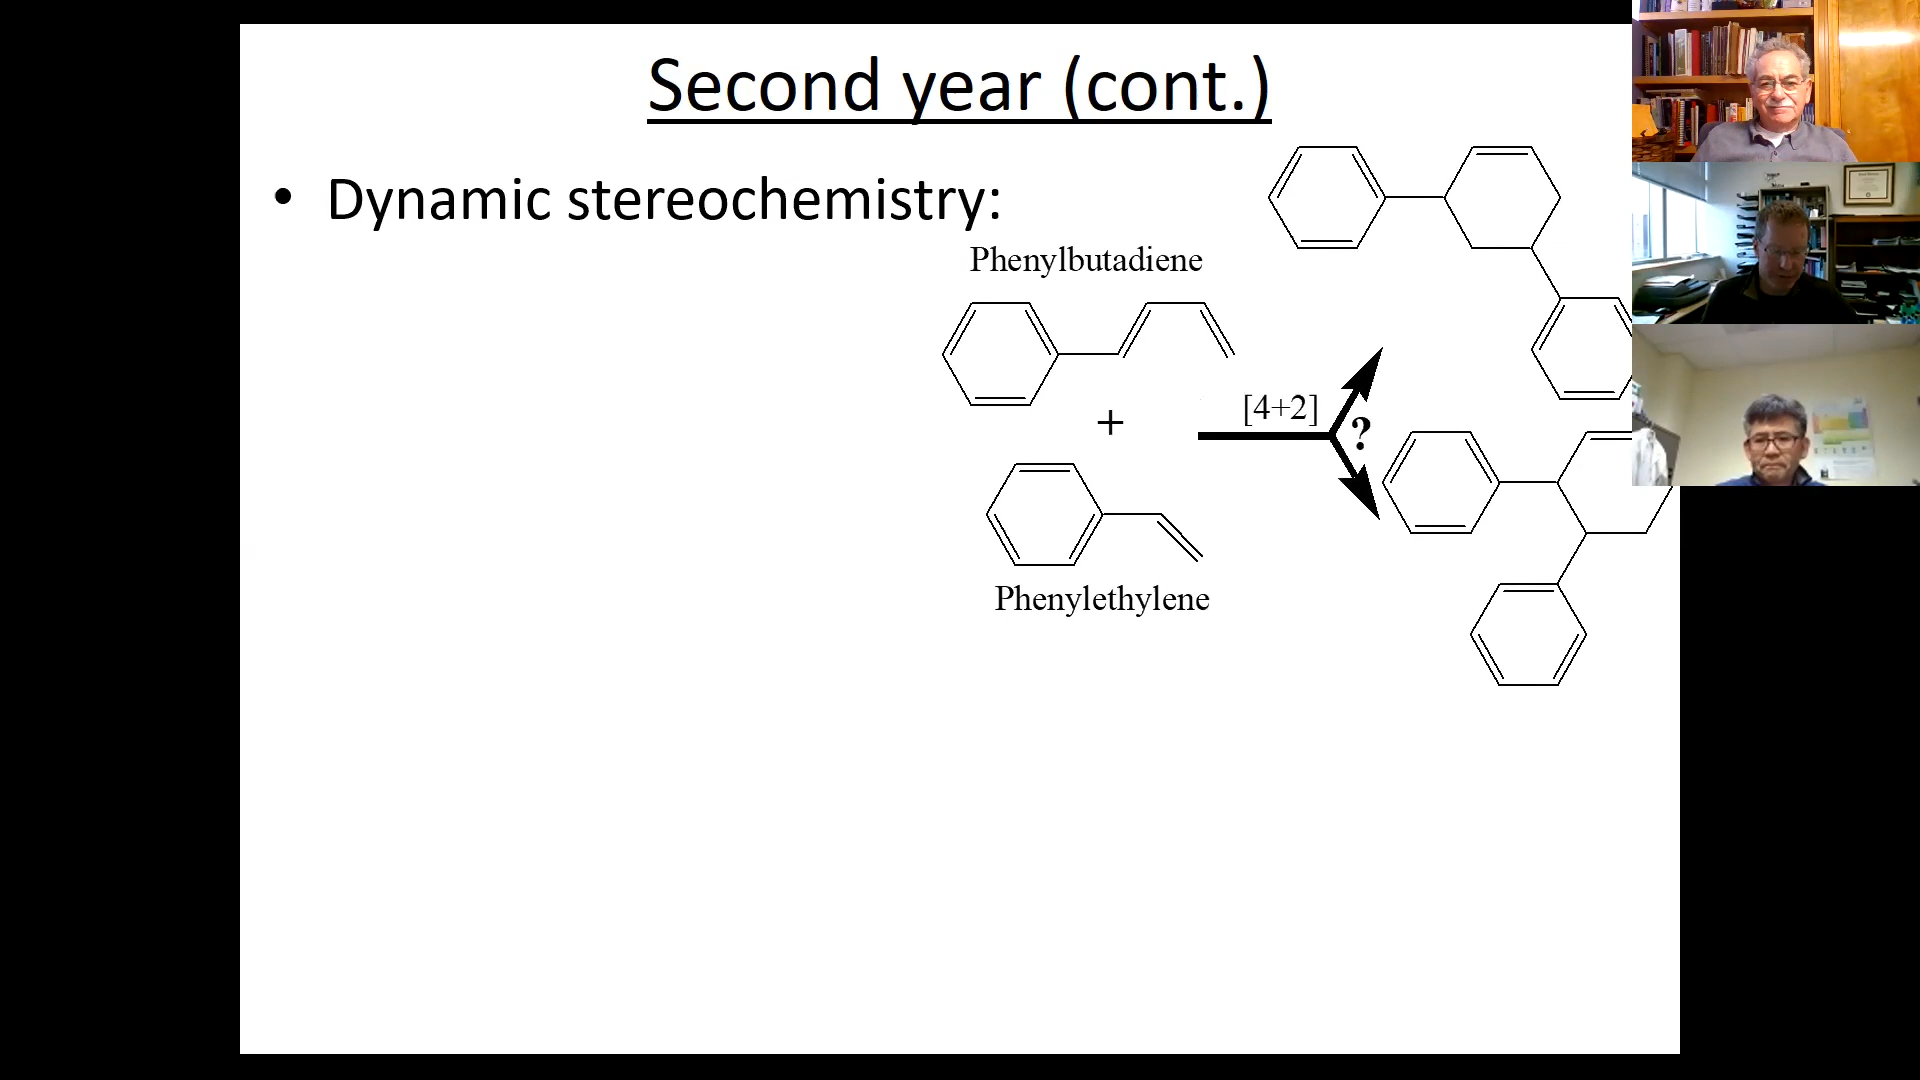 Second year (cont.)
• Dynamic stereochemistry:
Phenylbutadiene
+
[4+2]
?
Phenylethylene